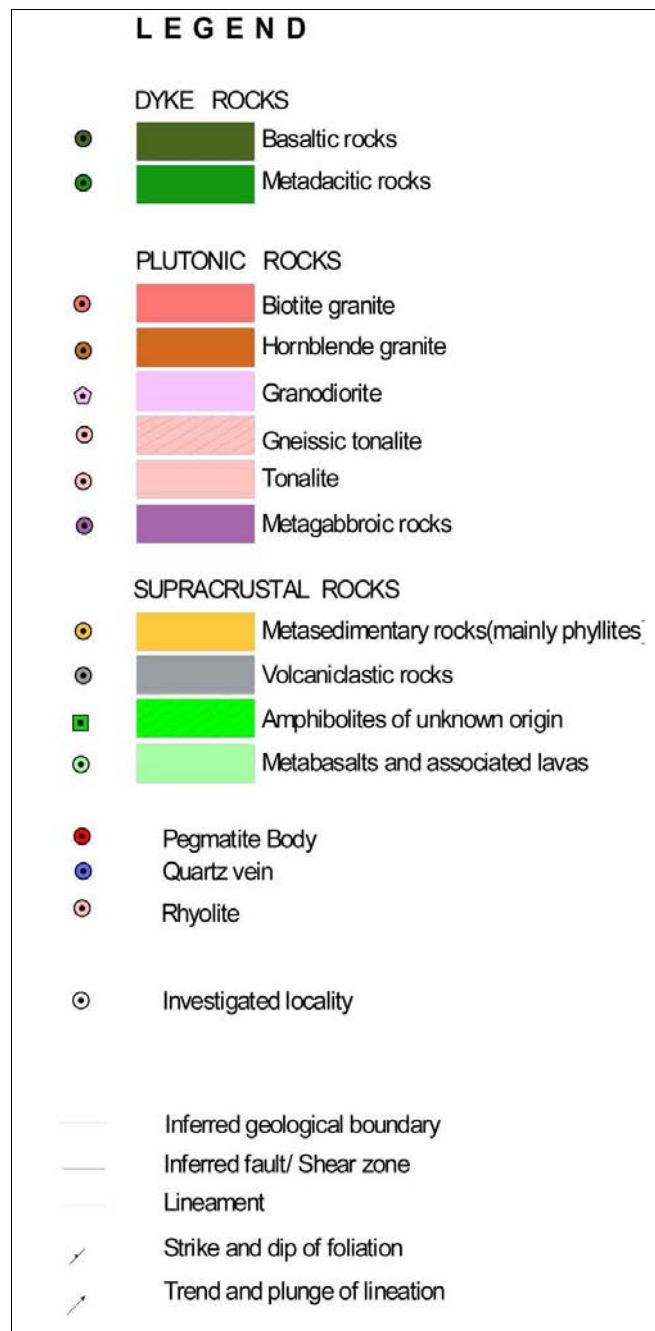 LEGEND
DYKE ROCKS
Basaltic rocks
Metadacitic rocks
PLUTONIC ROCKS
Biotite granite
Hornblende granite
Granodiorite
Gneissic tonalite
Tonalite
Metagabbroic rocks
SUPRACRUSTAL ROCKS
Metasedimentary rocks(mainly phyllites)
Volcaniclastic rocks
Amphibolites of unknown origin
Metabasalts and associated lavas
Pegmatite Body
Quartz vein
Rhyolite
Investigated locality
Inferred geological boundary
Inferred fault/ Shear zone
Lineament
Strike and dip of foliation
Trend and plunge of lineation